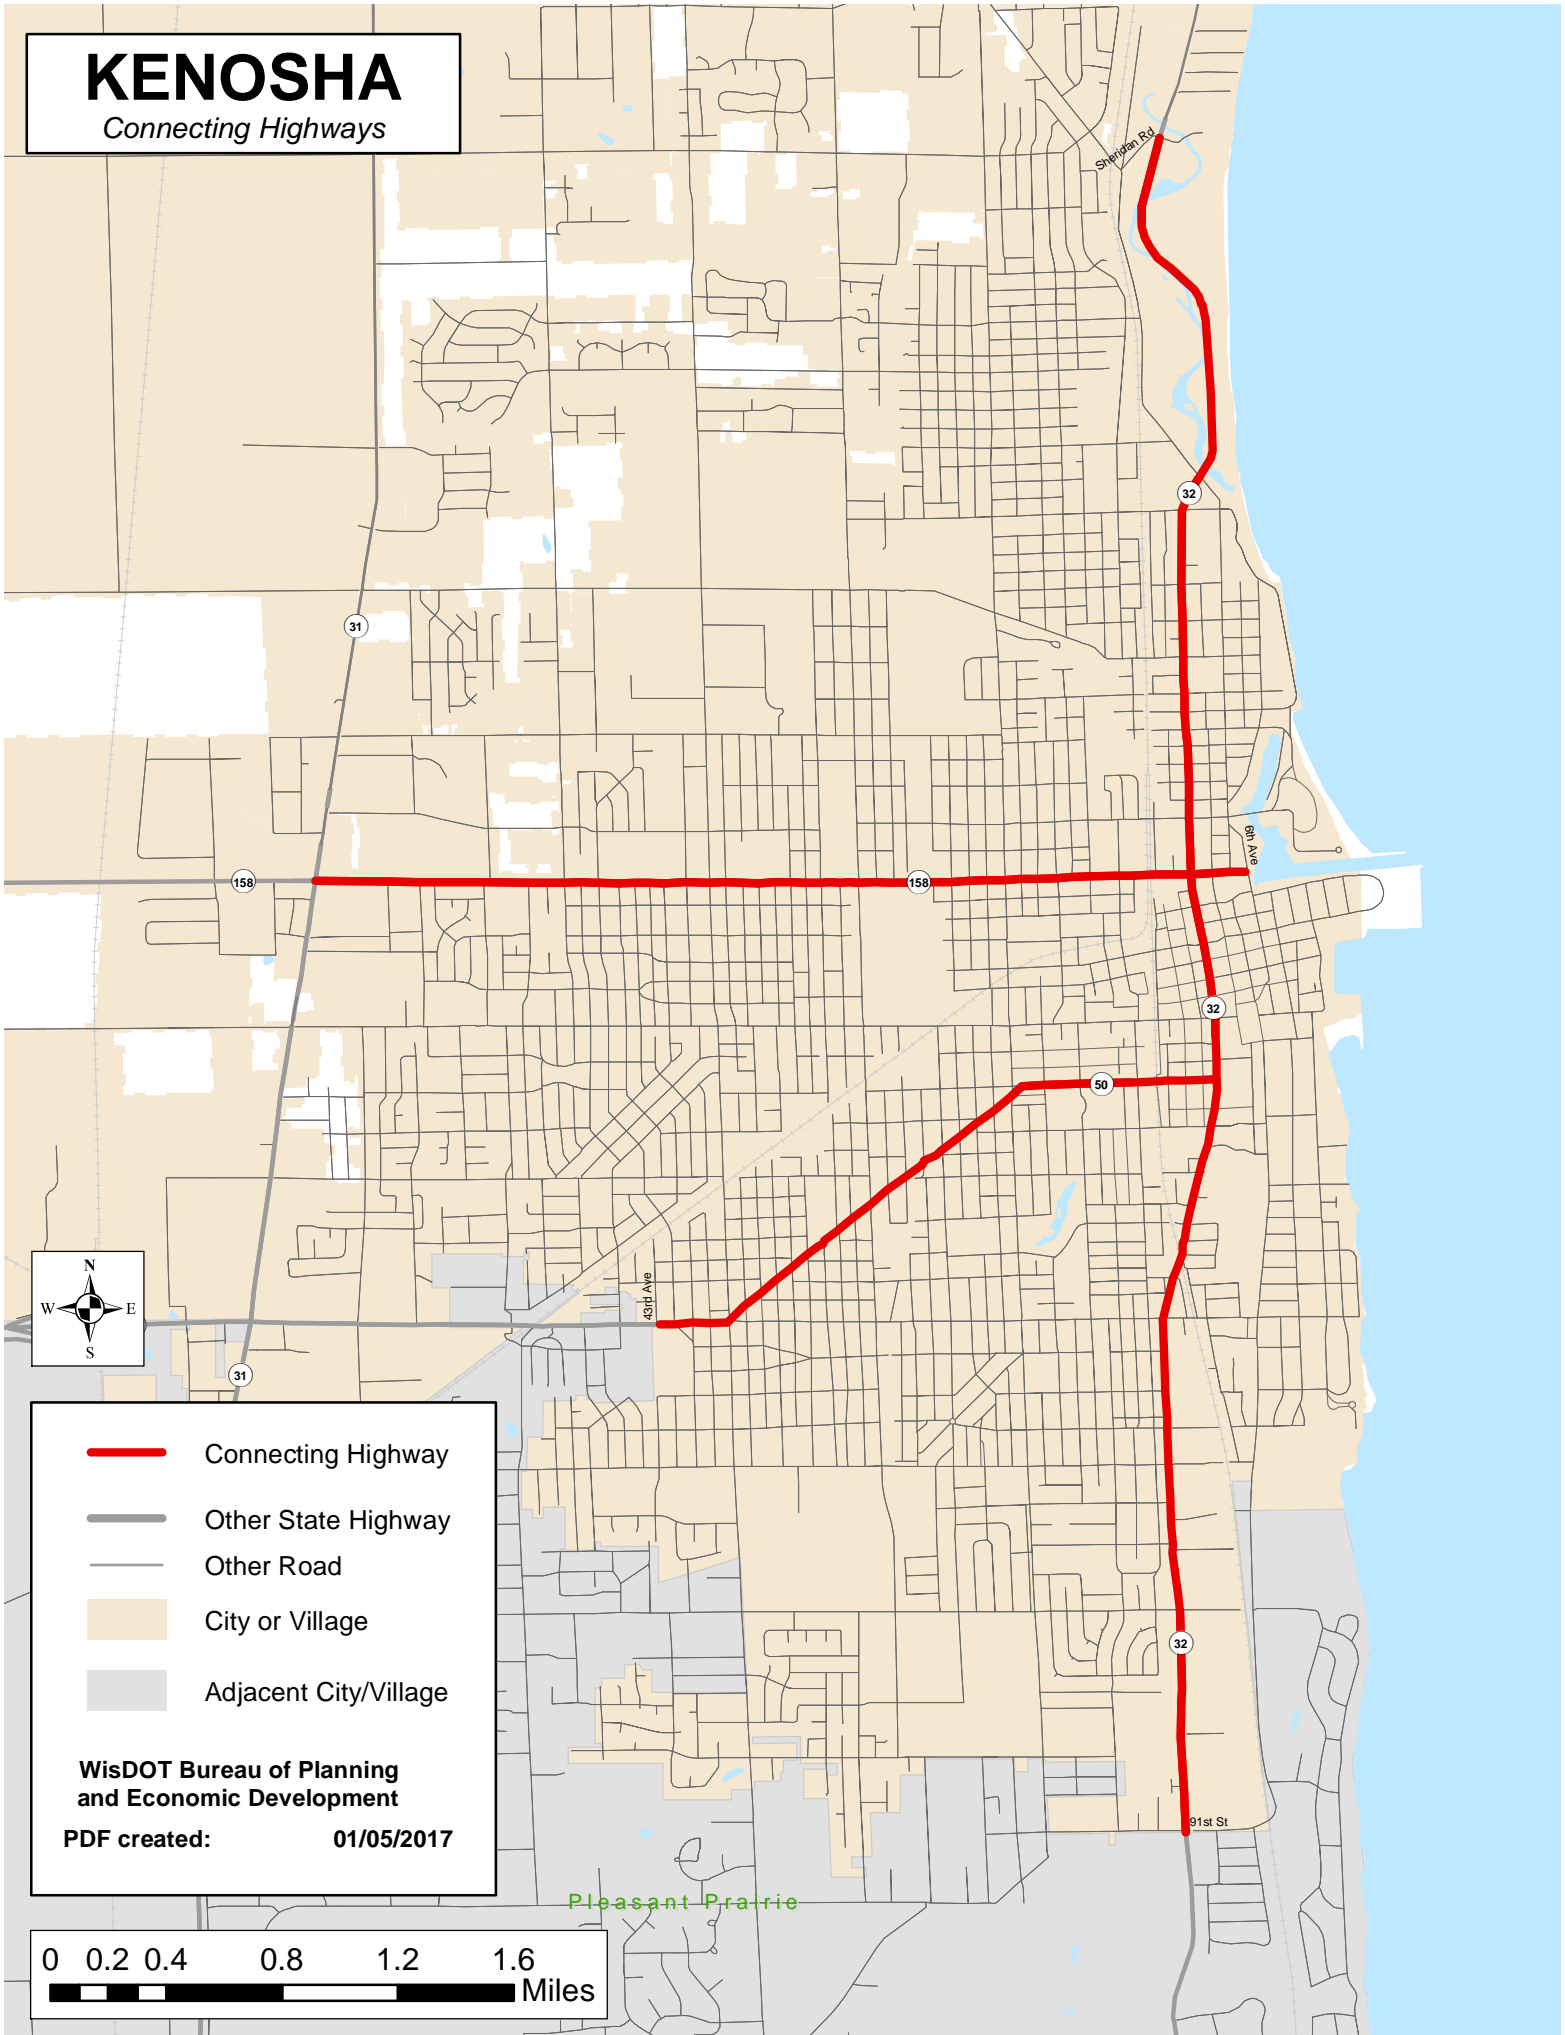 KENOSHA
Connecting Highways
Sheridan Rd
32
31
6th Ave
158
158
32
50
43rd Ave
N
W E
S
31
Connecting Highway
Other State Highway
Other Road
City or Village
Adjacent City/Village
WisDOT Bureau of Planning
and Economic Development
PDF created: 01/05/2017
32
91st St
Pleasant Prairie
0 0.2 0.4 0.8 1.2 1.6
Miles